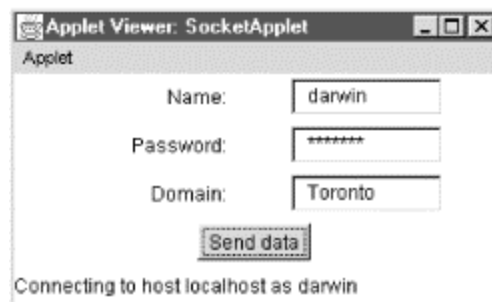 Applet Viewer: SocketApplet
Applet
Name: darwin
Password: *******
Domain: Toronto
Send data
Connecting to host localhost as darwin